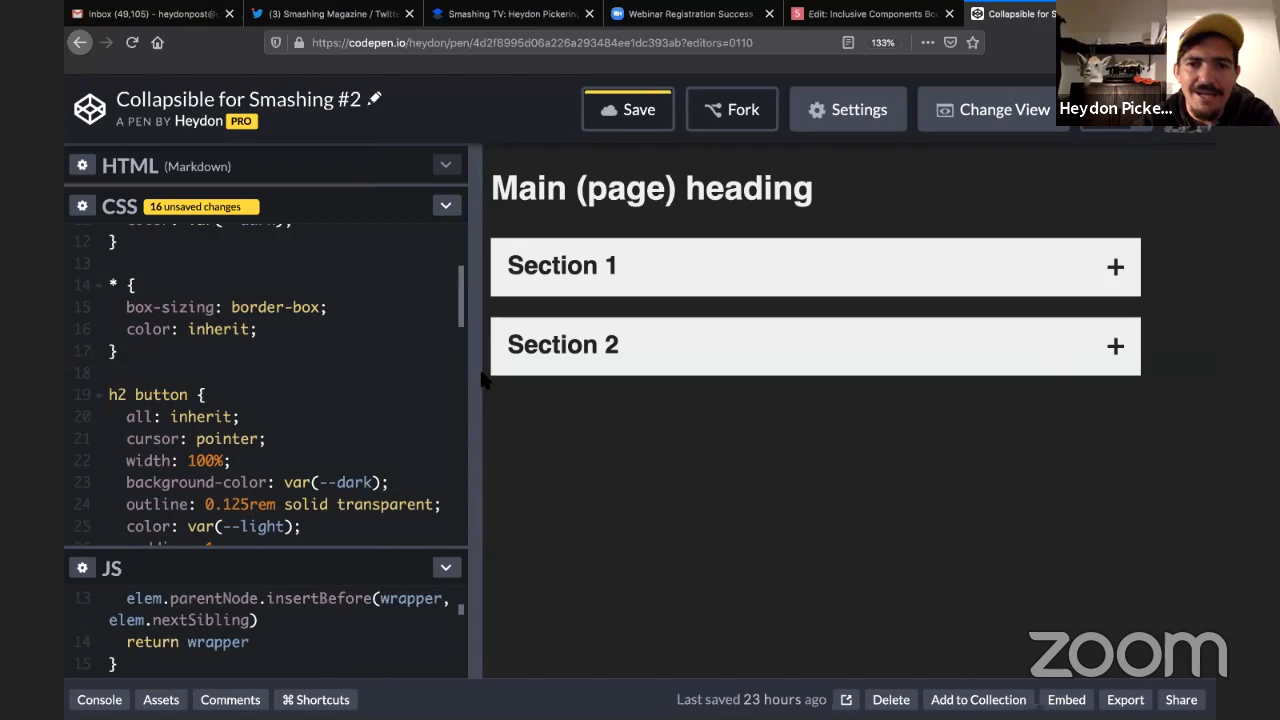 Inbox (49,105) - heydonpost@
(3) Smashing Magazine / Twitte
Smashing TV: Heydon Pickerin
Webinar Registration Success
Edit: Inclusive Components Bo
Collapsible for S
https://codepen.io/heydon/pen/4d2f8995d06a226a293484ee1dc393ab?editors=0110
133%
Heydon Picke...
Collapsible for Smashing #2
A PEN BY Heydon PRO
Save
Fork
Settings
Change View
HTML (Markdown)
CSS 16 unsaved changes
12 }
13
14 * {
15 box-sizing: border-box;
16 color: inherit;
17 }
18
19 h2 button {
20 all: inherit;
21 cursor: pointer;
22 width: 100%;
23 background-color: var(--dark);
24 outline: 0.125rem solid transparent;
25 color: var(--light);
JS
13 elem.parentNode.insertBefore(wrapper,
elem.nextSibling)
14 return wrapper
15 }
Main (page) heading
Section 1 +
Section 2 +
zoom
Console
Assets
Comments
⌘ Shortcuts
Last saved 23 hours ago
Delete
Add to Collection
Embed
Export
Share